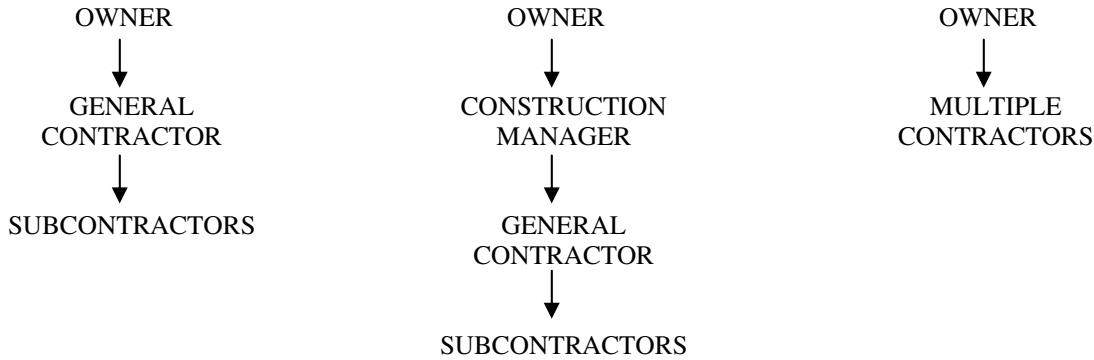 OWNER
GENERAL
CONTRACTOR
SUBCONTRACTORS
OWNER
CONSTRUCTION
MANAGER
GENERAL
CONTRACTOR
SUBCONTRACTORS
OWNER
MULTIPLE
CONTRACTORS